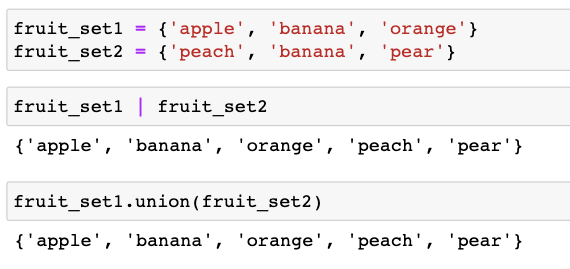 fruit_set1 = {'apple', 'banana', 'orange'}
fruit_set2 = {'peach', 'banana', 'pear'}
fruit_set1 | fruit_set2
{'apple', 'banana', 'orange', 'peach', 'pear'}
fruit_set1.union(fruit_set2)
{'apple', 'banana', 'orange', 'peach', 'pear'}